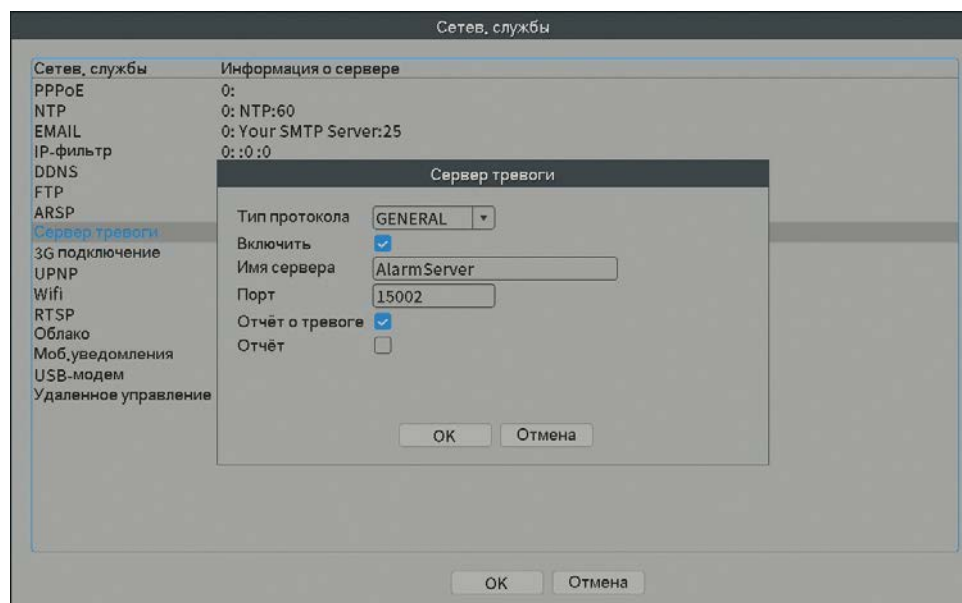 Сетев. службы
Сетев. службы Информация о сервере
PPPoE 0:
NTP 0: NTP:60
EMAIL 0: Your SMTP Server:25
IP-фильтр 0: :0 :0
DDNS
FTP
ARSP
Сервер тревоги
3G подключение
UPNP
Wifi
RTSP
Облако
Моб.уведомления
USB-модем
Удаленное управление
Сервер тревоги
Тип протокола GENERAL
Включить
Имя сервера AlarmServer
Порт 15002
Отчёт о тревоге
Отчёт
OK Отмена
OK Отмена